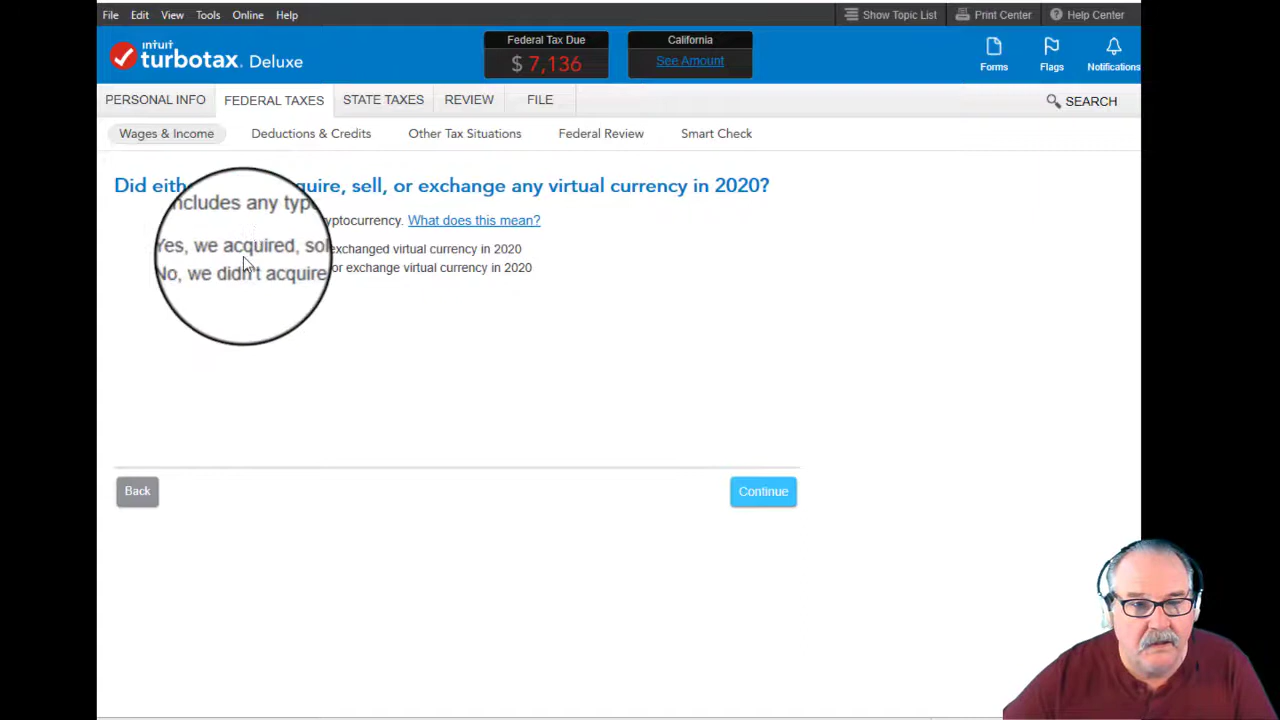 File Edit View Tools Online Help Show Topic List Print Center Help Center
intuit turbotax. Deluxe
Federal Tax Due
$ 7,136
California
See Amount
Forms Flags Notifications
PERSONAL INFO FEDERAL TAXES STATE TAXES REVIEW FILE SEARCH
Wages & Income Deductions & Credits Other Tax Situations Federal Review Smart Check
Did eith quire, sell, or exchange any virtual currency in 2020?
ncludes any typ yptocurrency. What does this mean?
Yes, we acquired, sol exchanged virtual currency in 2020
No, we didn't acquire or exchange virtual currency in 2020
Back Continue